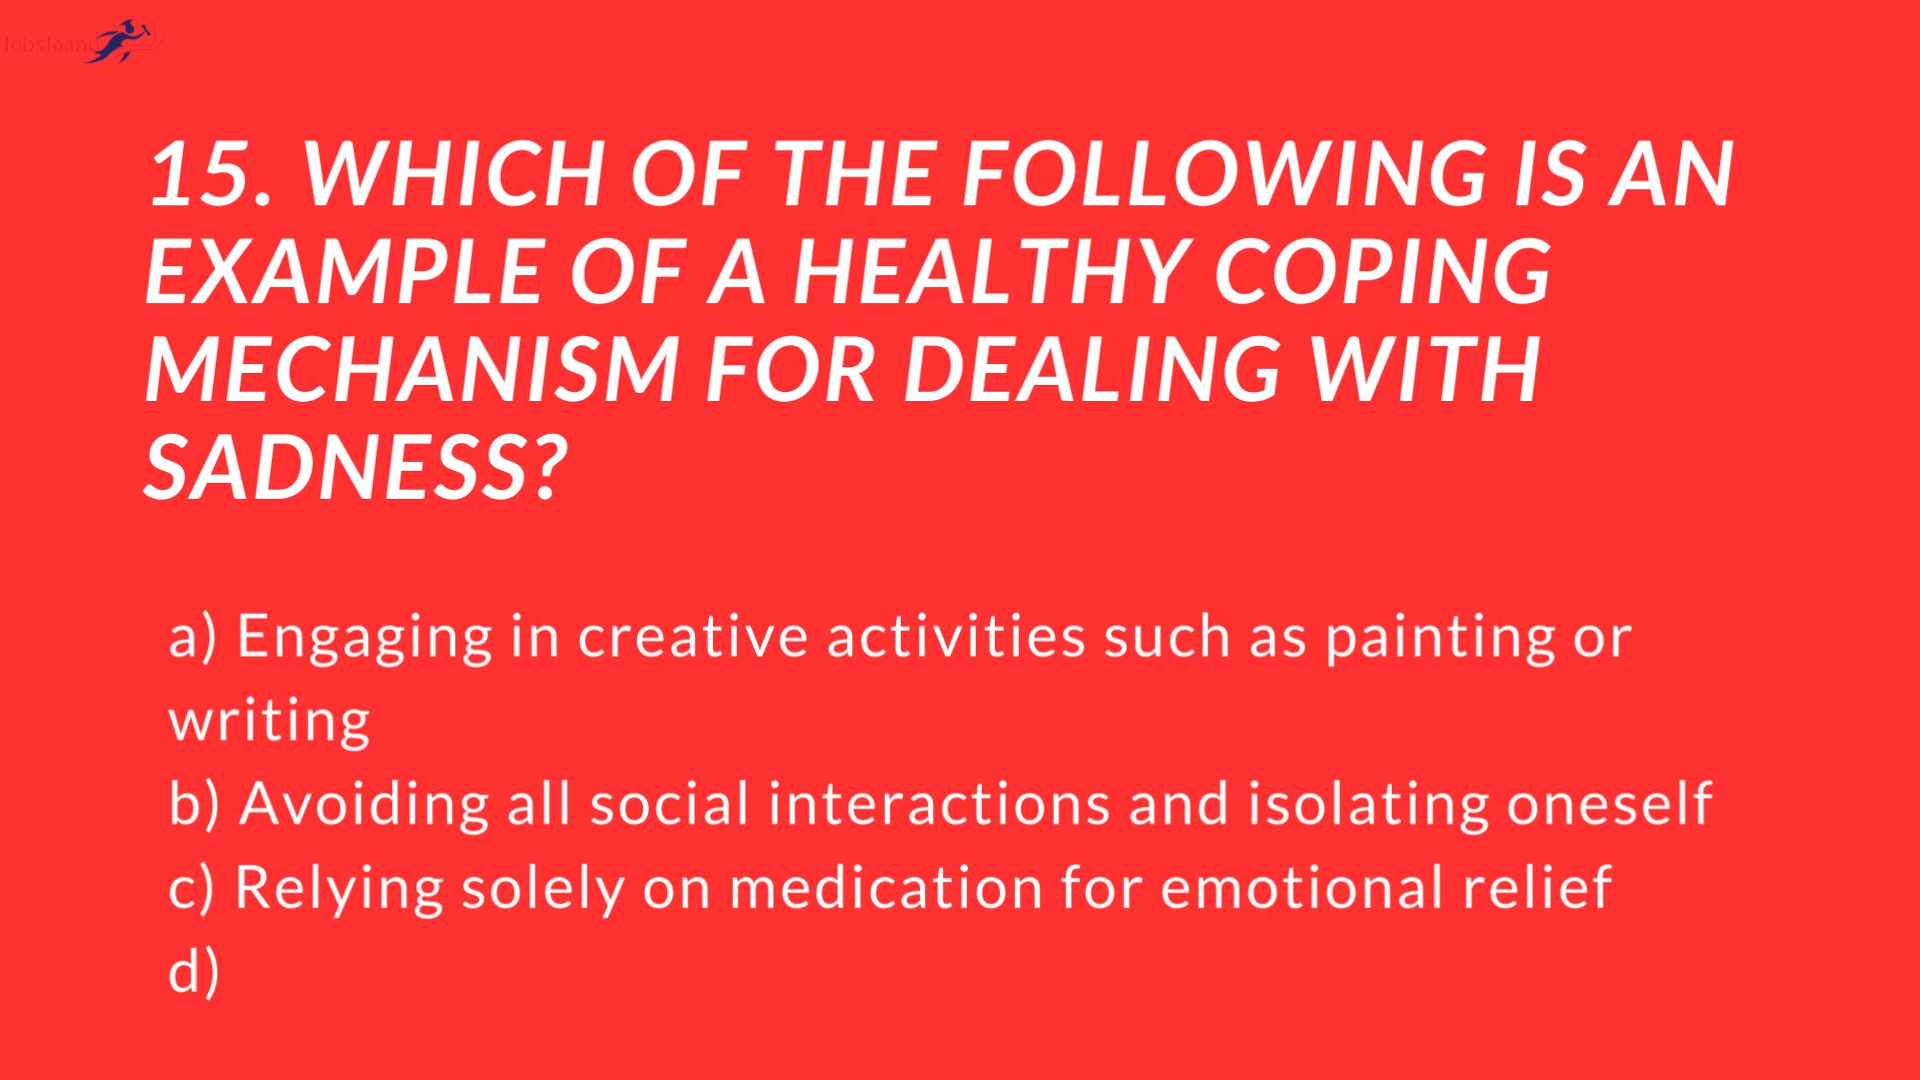 JobsJaano
15. WHICH OF THE FOLLOWING IS AN
EXAMPLE OF A HEALTHY COPING
MECHANISM FOR DEALING WITH
SADNESS?
a) Engaging in creative activities such as painting or
writing
b) Avoiding all social interactions and isolating oneself
c) Relying solely on medication for emotional relief
d)